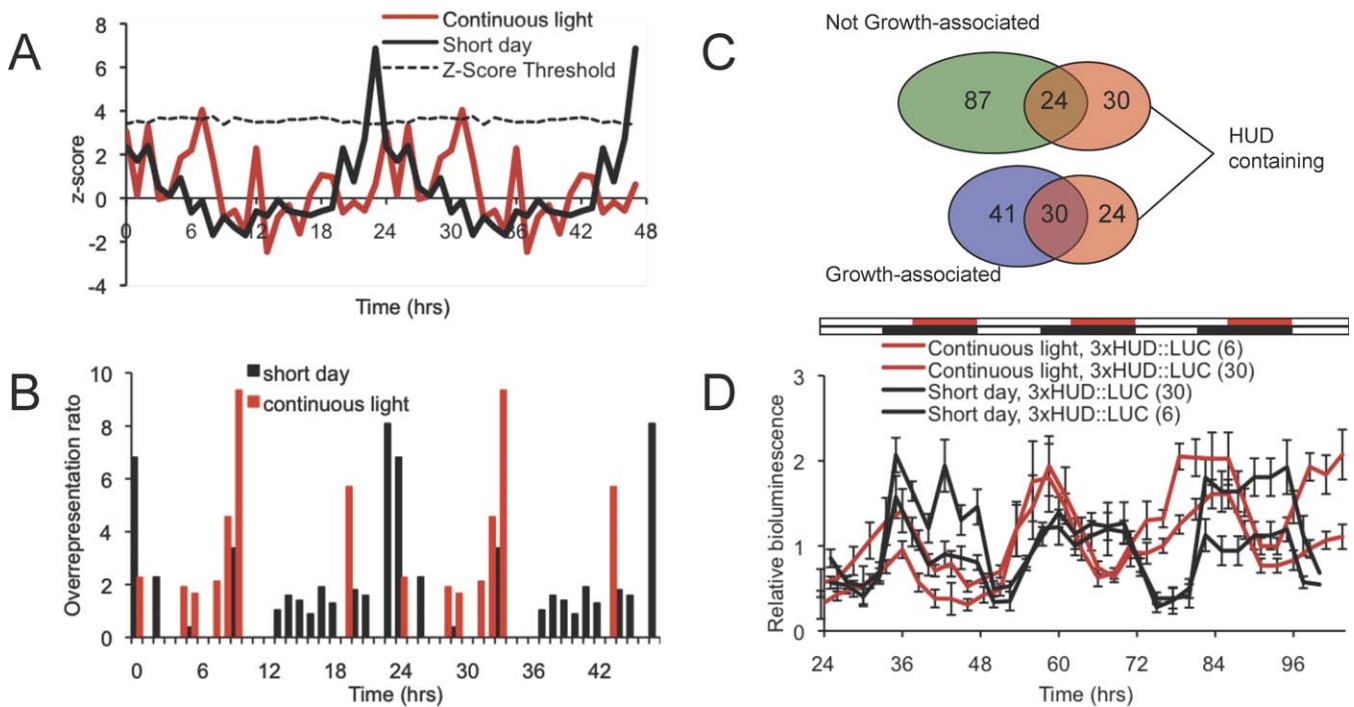 A
8
6
4
2
0
-2
-4
z-score
Continuous light
Short day
Z-Score Threshold
0 6 12 18 24 30 36 42 48
Time (hrs)
B
10
8
6
4
2
0
Overrepresentation rato
short day
continuous light
0 6 12 18 24 30 36 42
Time (hrs)
C
Not Growth-associated
87 24 30
HUD
containing
41 30 24
Growth-associated
D
Continuous light, 3xHUD::LUC (6)
Continuous light, 3xHUD::LUC (30)
Short day, 3xHUD::LUC (30)
Short day, 3xHUD::LUC (6)
3
2
1
0
Relative bioluminescence
24 36 48 60 72 84 96
Time (hrs)